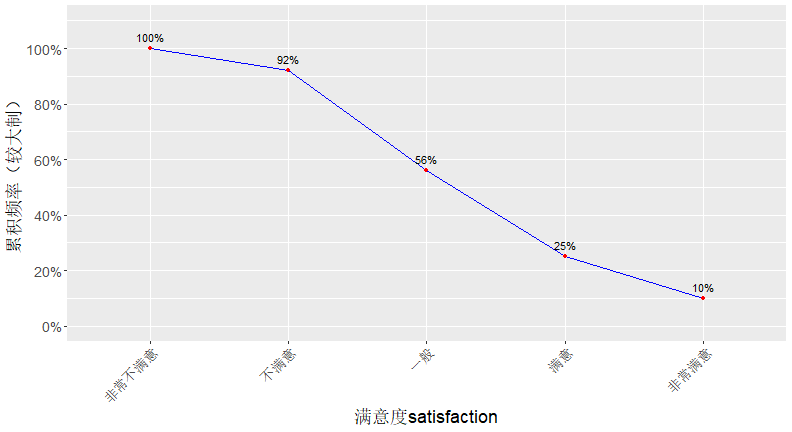 累积频率（较大制）
100%
80%
60%
40%
20%
0%
100%
92%
56%
25%
10%
非常不满意
不满意
一般
满意
非常满意
满意度satisfaction